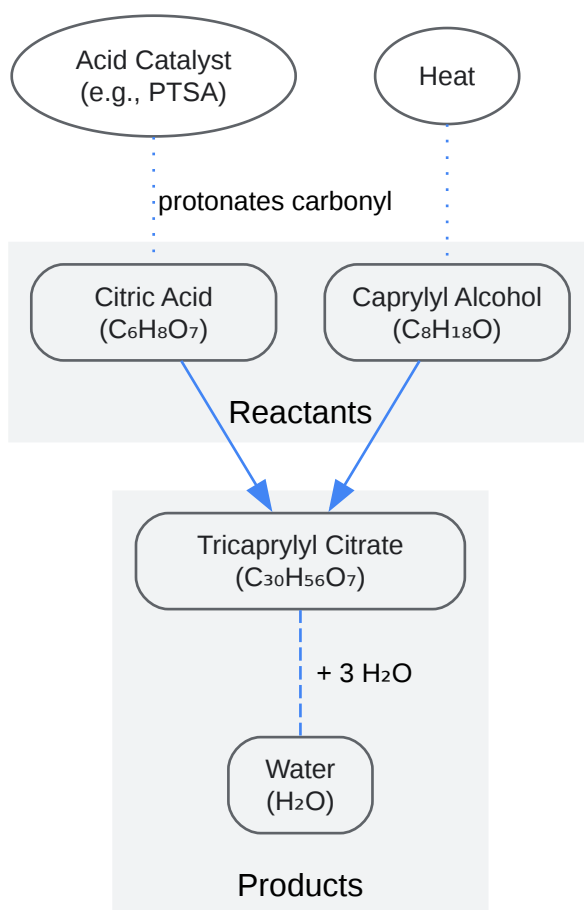 Acid Catalyst
(e.g., PTSA)
Heat
protonates carbonyl
Citric Acid
(C₆H₈O₇)
Caprylyl Alcohol
(C₈H₁₈O)
Reactants
Tricaprylyl Citrate
(C₃₀H₅₆O₇)
+ 3 H₂O
Water
(H₂O)
Products